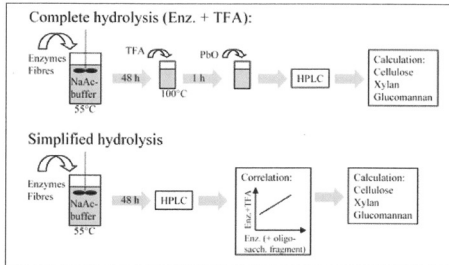 Complete hydrolysis (Enz. + TFA):
Enzymes
Fibres
NaAc-
buffer
55°C
48 h
TFA
100°C
1 h
PbO
HPLC
Calculation:
Cellulose
Xylan
Glucomannan
Simplified hydrolysis
Enzymes
Fibres
NaAc-
buffer
55°C
48 h
HPLC
Correlation:
Enz.+TFA
Enz. (+ oligo-
sacch. fragment)
Calculation:
Cellulose
Xylan
Glucomannan